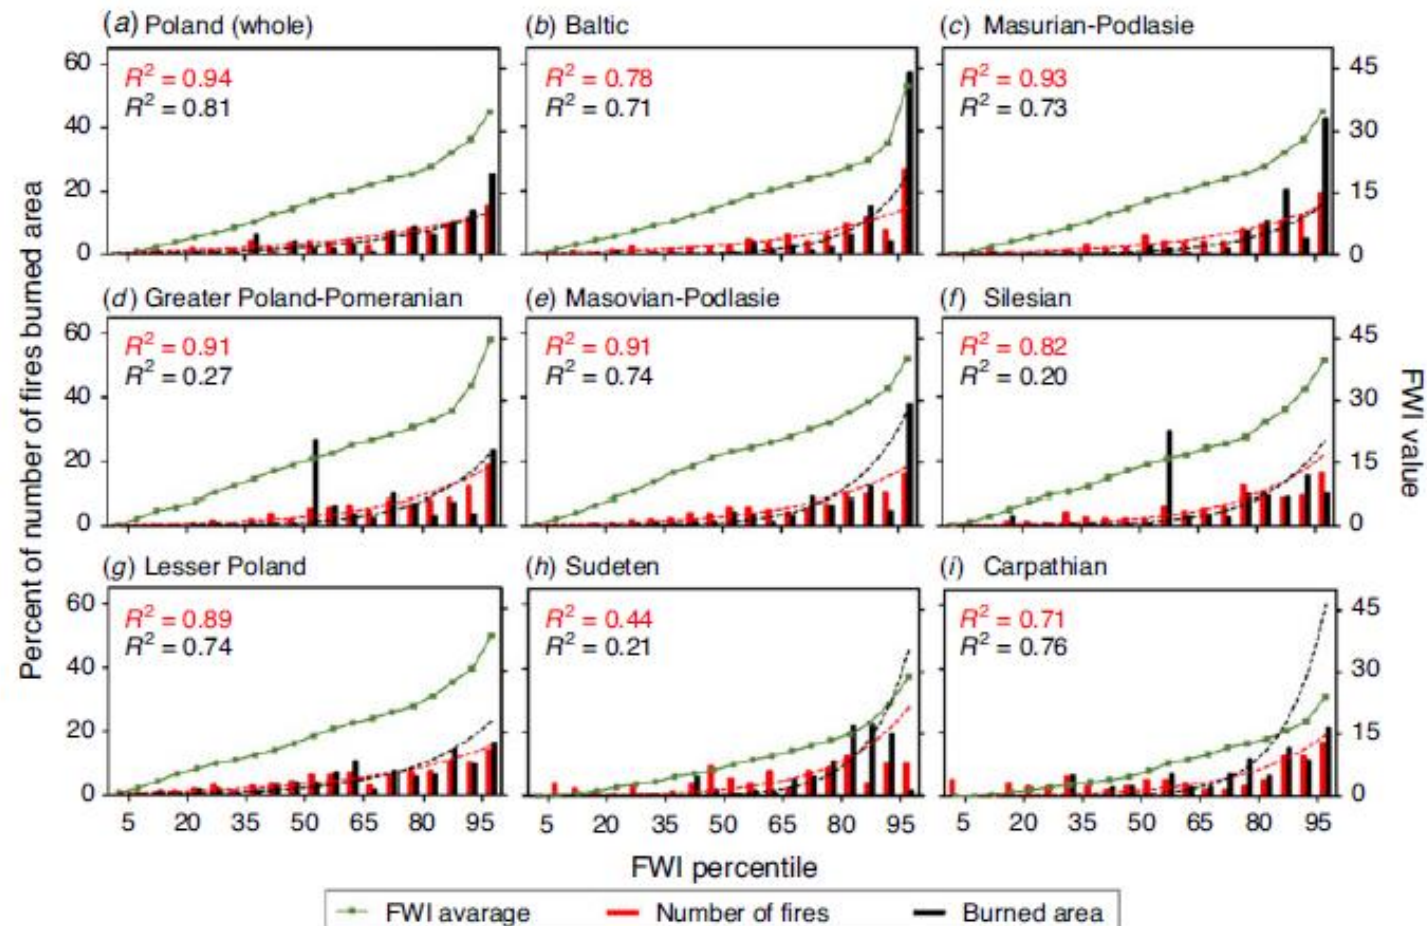 (a) Poland (whole)
R² = 0.94
R² = 0.81
(b) Baltic
R² = 0.78
R² = 0.71
(c) Masurian-Podlasie
R² = 0.93
R² = 0.73
60
40
20
0
45
30
15
0
(d) Greater Poland-Pomeranian
R² = 0.91
R² = 0.27
(e) Masovian-Podlasie
R² = 0.91
R² = 0.74
(f) Silesian
R² = 0.82
R² = 0.20
60
40
20
0
45
30
15
0
(g) Lesser Poland
R² = 0.89
R² = 0.74
(h) Sudeten
R² = 0.44
R² = 0.21
(i) Carpathian
R² = 0.71
R² = 0.76
60
40
20
0
45
30
15
0
5 20 35 50 65 80 95
5 20 35 50 65 80 95
5 20 35 50 65 80 95
Percent of number of fires burned area
FWI value
FWI percentile
FWI avarage Number of fires Burned area